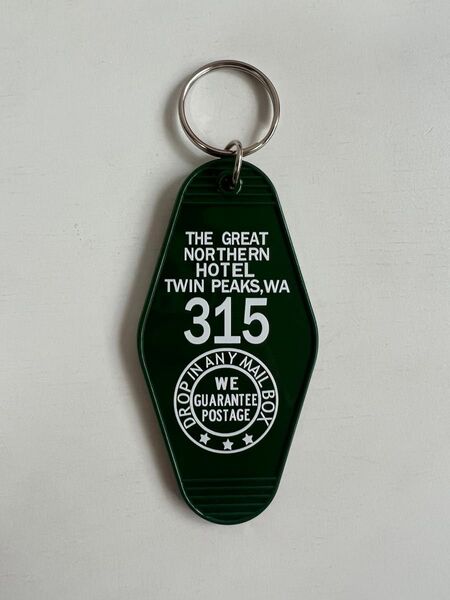 THE GREAT
NORTHERN
HOTEL
TWIN PEAKS,WA
315
DROP IN ANY MAIL BOX
WE
GUARANTEE
POSTAGE